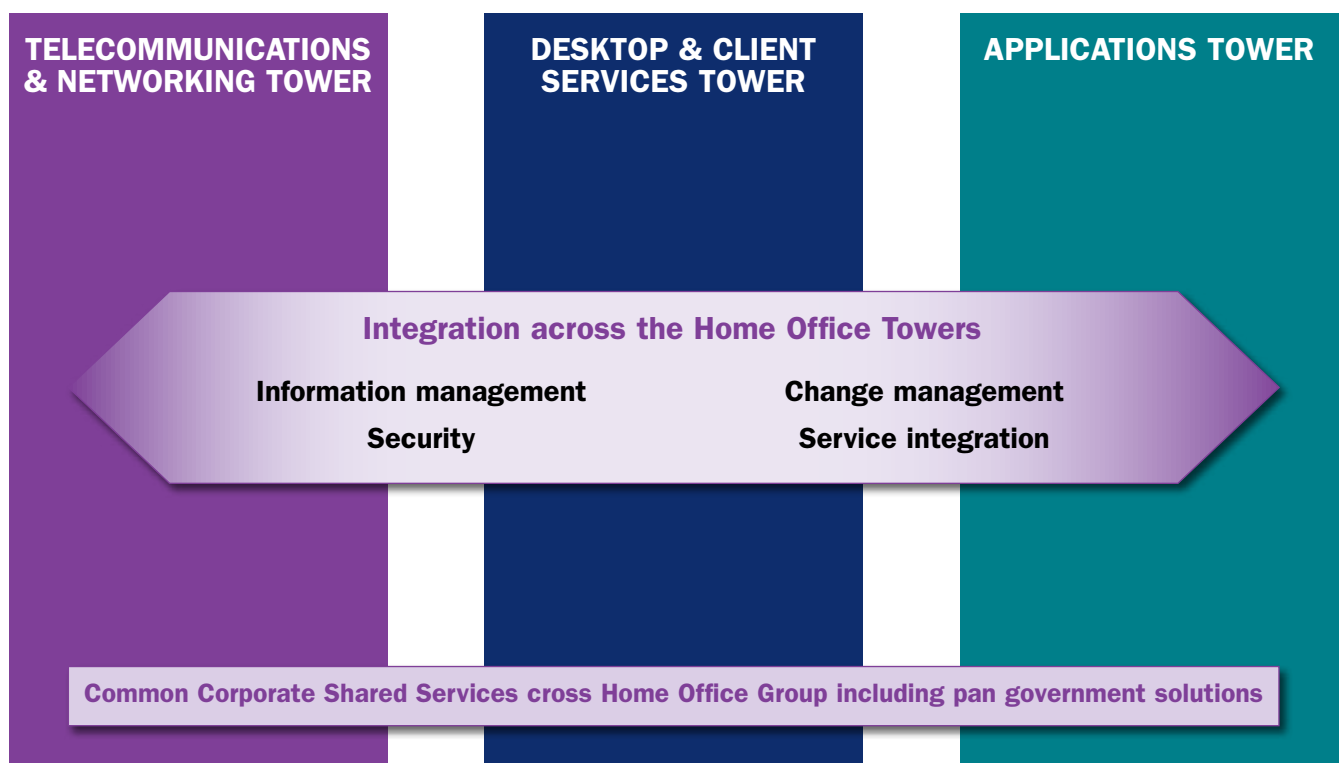 TELECOMMUNICATIONS
& NETWORKING TOWER
DESKTOP & CLIENT
SERVICES TOWER
APPLICATIONS TOWER
Integration across the Home Office Towers
Information management
Change management
Security
Service integration
Common Corporate Shared Services cross Home Office Group including pan government solutions